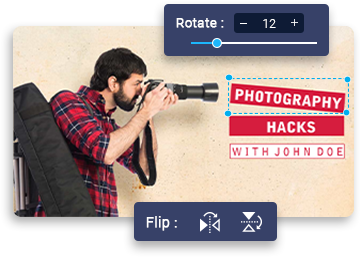 Rotate : – 12 +
PHOTOGRAPHY
HACKS
WITH JOHN DOE
Flip :